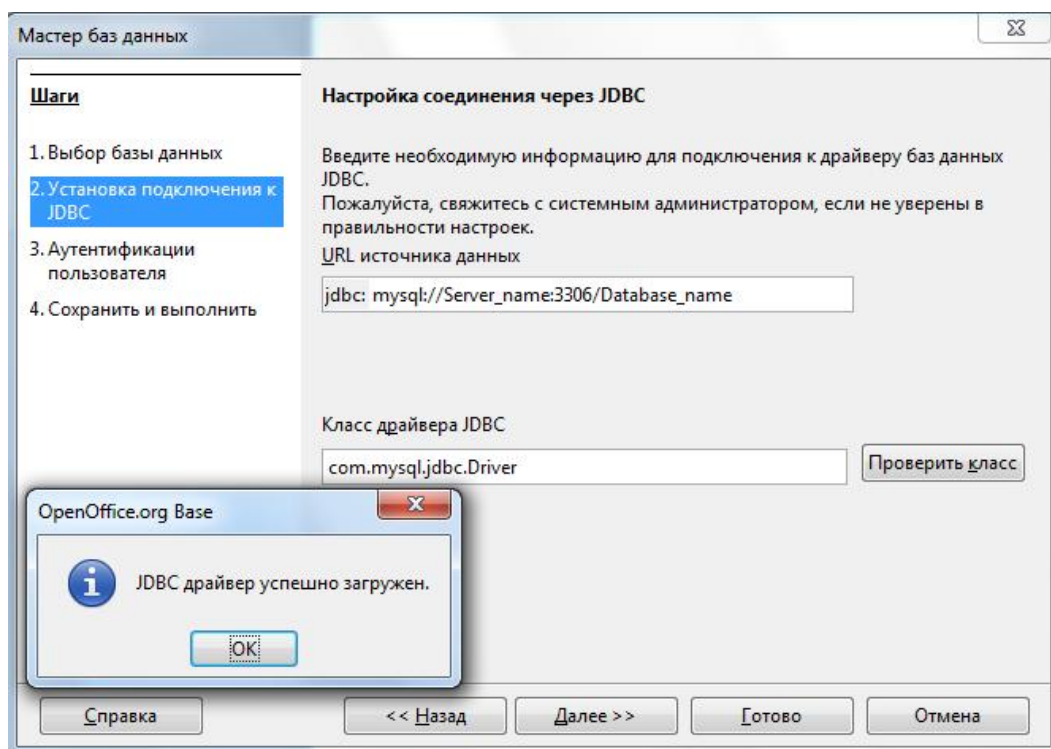 Мастер баз данных
Шаги
1. Выбор базы данных
2. Установка подключения к
JDBC
3. Аутентификации
пользователя
4. Сохранить и выполнить
Настройка соединения через JDBC
Введите необходимую информацию для подключения к драйверу баз данных
JDBC.
Пожалуйста, свяжитесь с системным администратором, если не уверены в
правильности настроек.
URL источника данных
jdbc: mysql://Server_name:3306/Database_name
Класс драйвера JDBC
com.mysql.jdbc.Driver
Проверить класс
OpenOffice.org Base
JDBC драйвер успешно загружен.
OK
Справка
<< Назад
Далее >>
Готово
Отмена